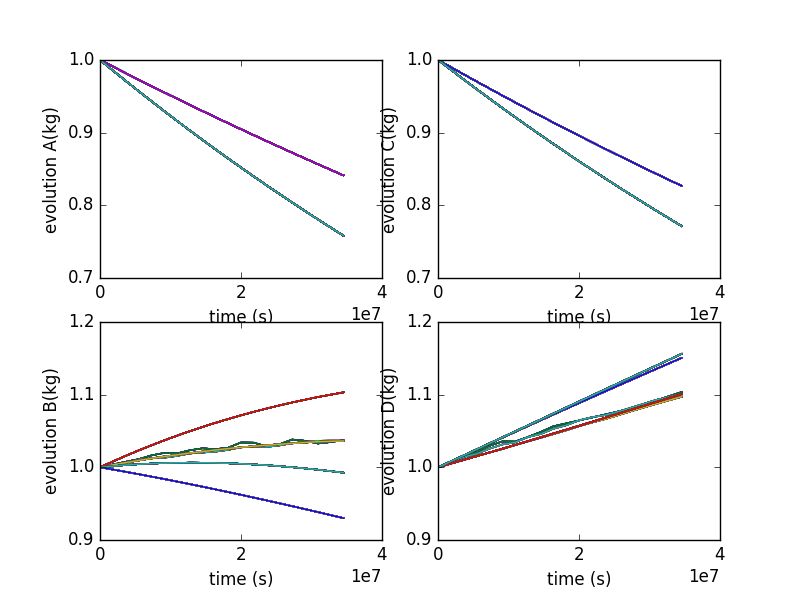 1.0
0.9
0.8
0.7
evolution A(kg)
0 2 4
1e7
time (s)
1.0
0.9
0.8
0.7
evolution C(kg)
0 2 4
1e7
time (s)
1.2
1.1
1.0
0.9
evolution B(kg)
0 2 4
1e7
time (s)
1.2
1.1
1.0
0.9
evolution D(kg)
0 2 4
1e7
time (s)